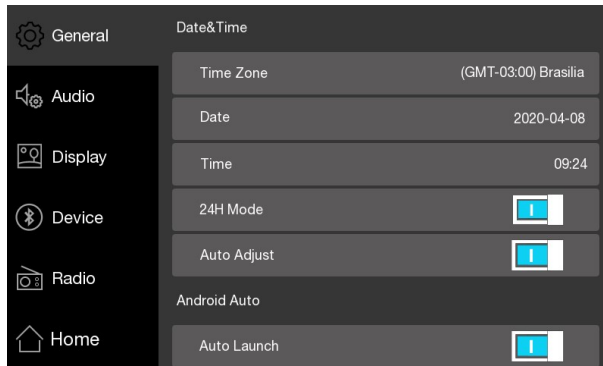 General
Audio
Display
Device
Radio
Home
Date&Time
Time Zone (GMT-03:00) Brasilia
Date 2020-04-08
Time 09:24
24H Mode
Auto Adjust
Android Auto
Auto Launch